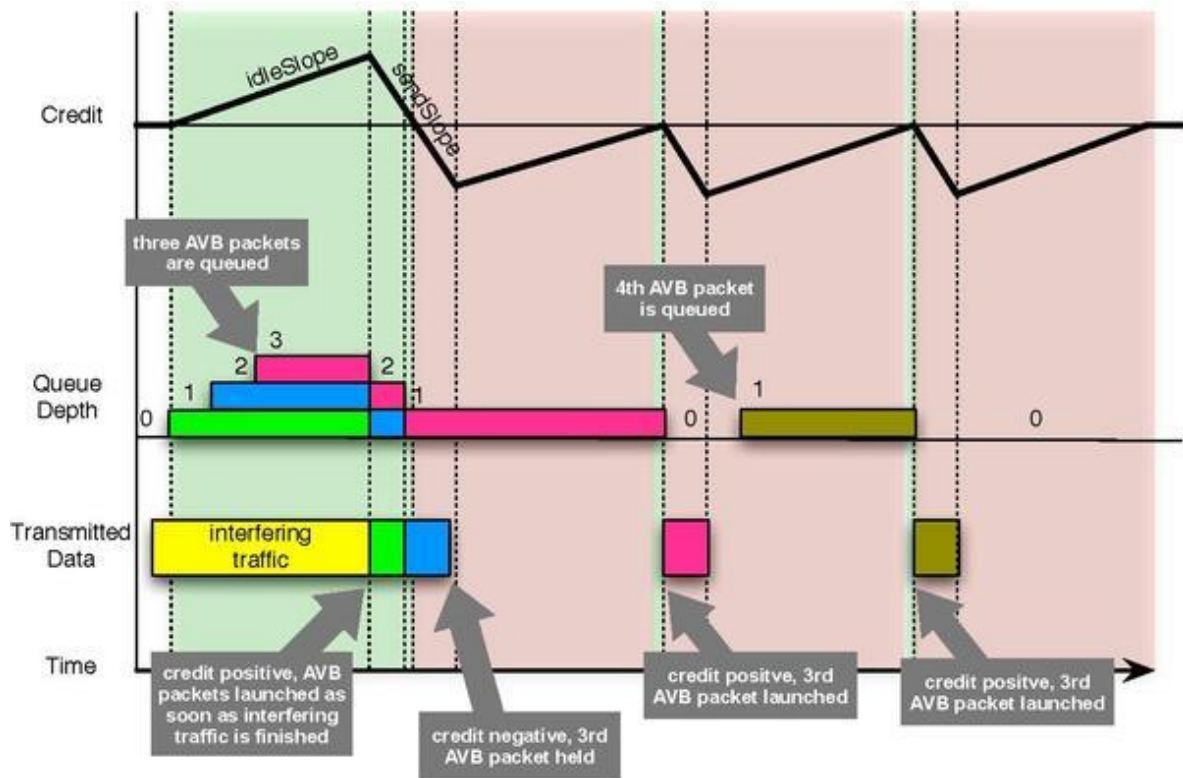 idleSlope
sendSlope
Credit
three AVB packets
are queued
4th AVB packet
is queued
3
2
2
1
1
1
Queue
Depth
0
0
0
Transmitted
Data
interfering
traffic
Time
credit positive, AVB
packets launched as
soon as interfering
traffic is finished
credit negative, 3rd
AVB packet held
credit positve, 3rd
AVB packet launched
credit positve, 3rd
AVB packet launched